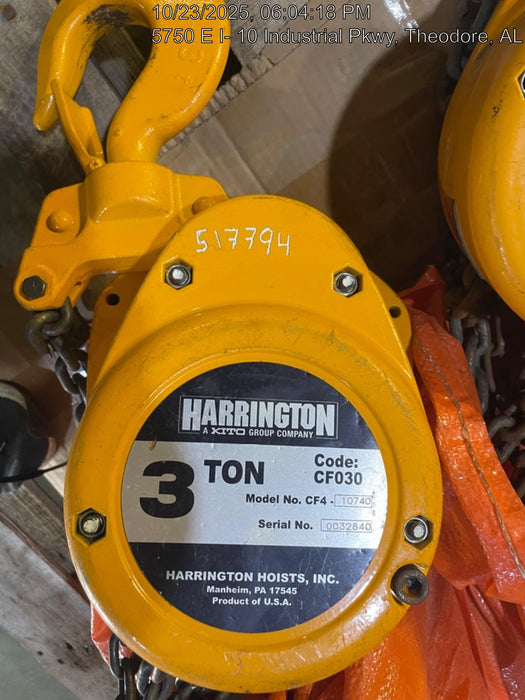 10/23/2025, 06:04:18 PM
5750 E I- 10 Industrial Pkwy, Theodore, AL
517794
HARRINGTON
A KITO GROUP COMPANY
3 TON
Code:
CF030
Model No. CF4 - 10740
Serial No. 0032840
HARRINGTON HOISTS, INC.
Manheim, PA 17545
Product of U.S.A.